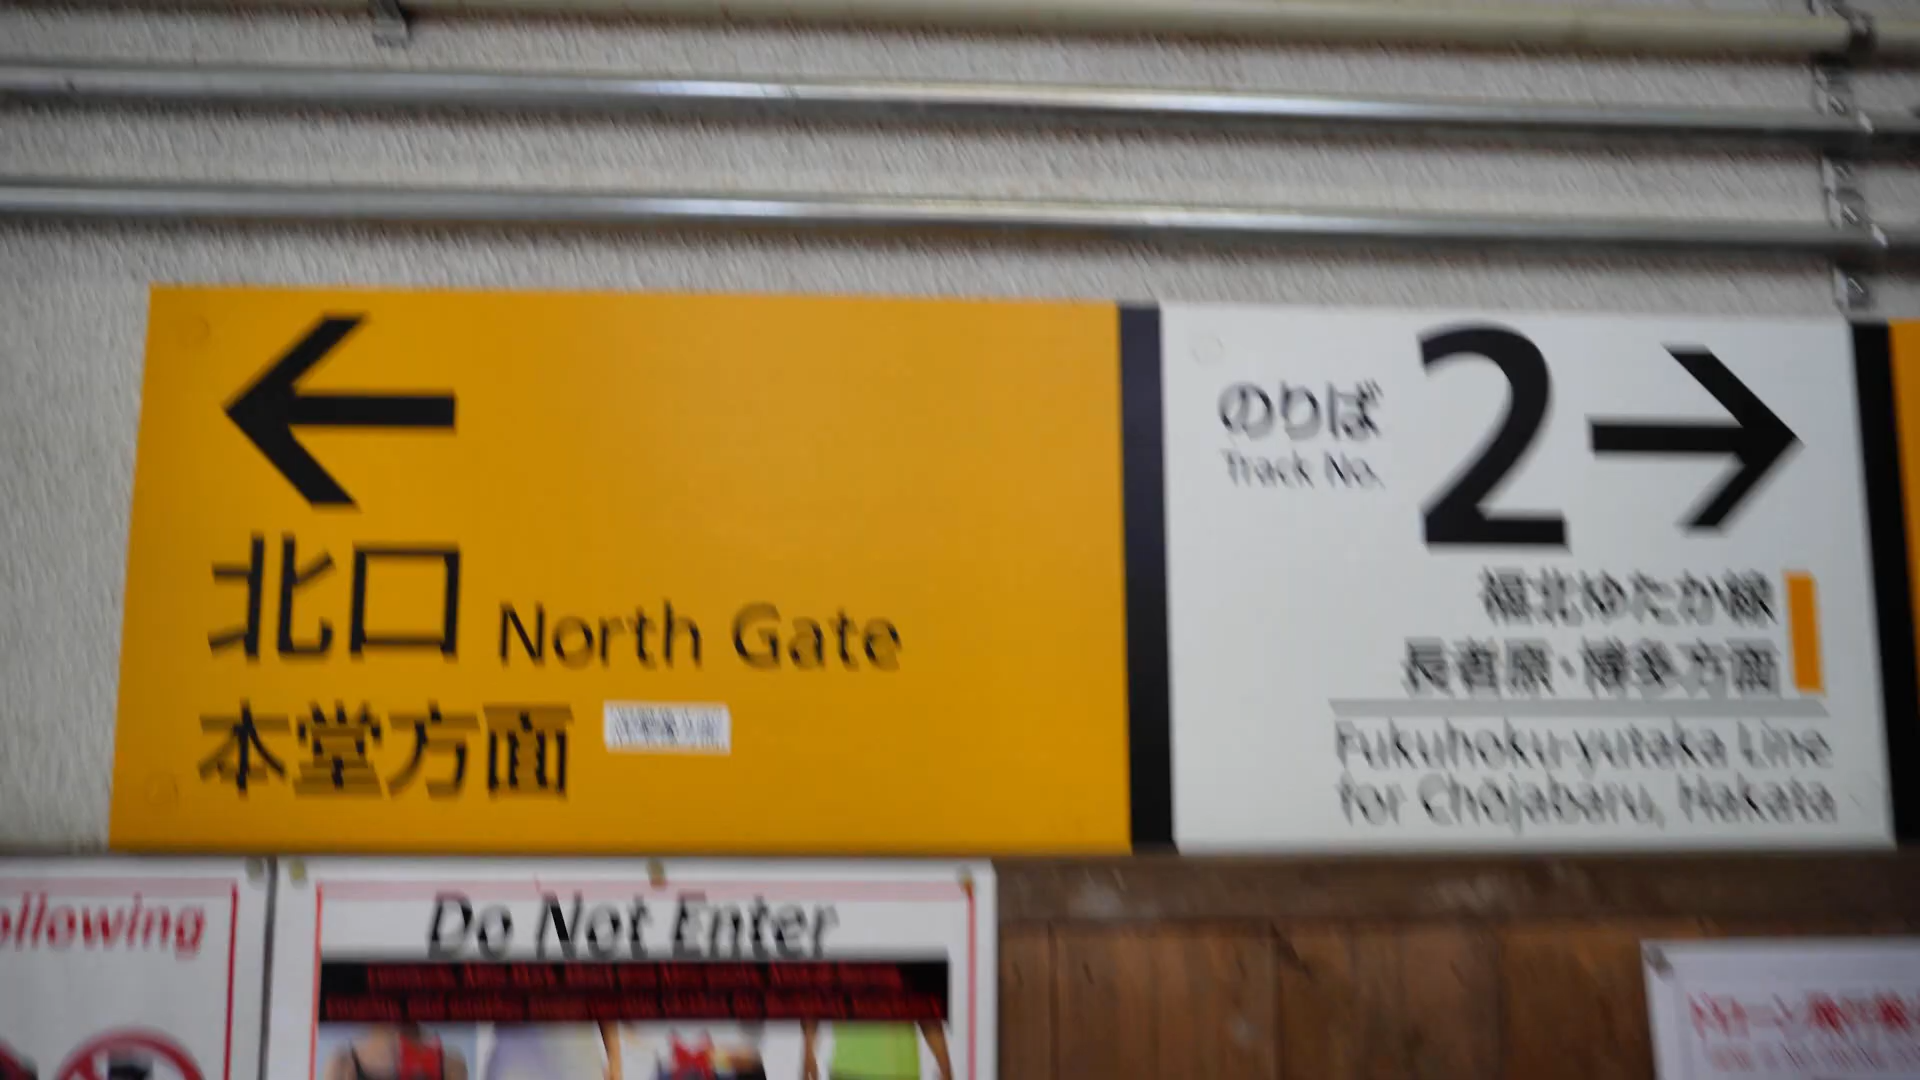 北口 North Gate
本堂方面
のりば
Track No.
2
福北ゆたか線
長者原・博多方面
Fukuhoku-yutaka Line
for Chōjabaru, Hakata
ollowing
Do Not Enter